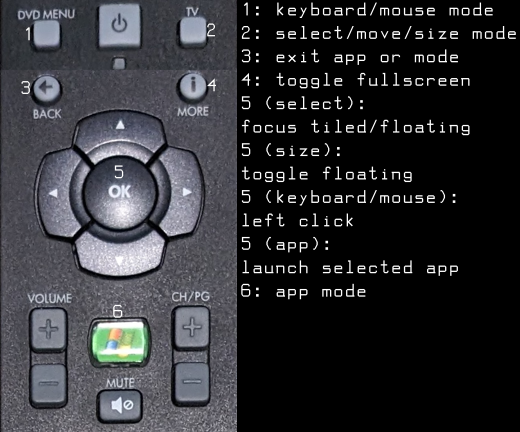 DVD MENU
TV
1
2
3
4
BACK
MORE
5
OK
VOLUME
6
CH/PG
MUTE
1: keyboard/mouse mode
2: select/move/size mode
3: exit app or mode
4: toggle fullscreen
5 (select):
focus tiled/floating
5 (size):
toggle floating
5 (keyboard/mouse):
left click
5 (app):
launch selected app
6: app mode